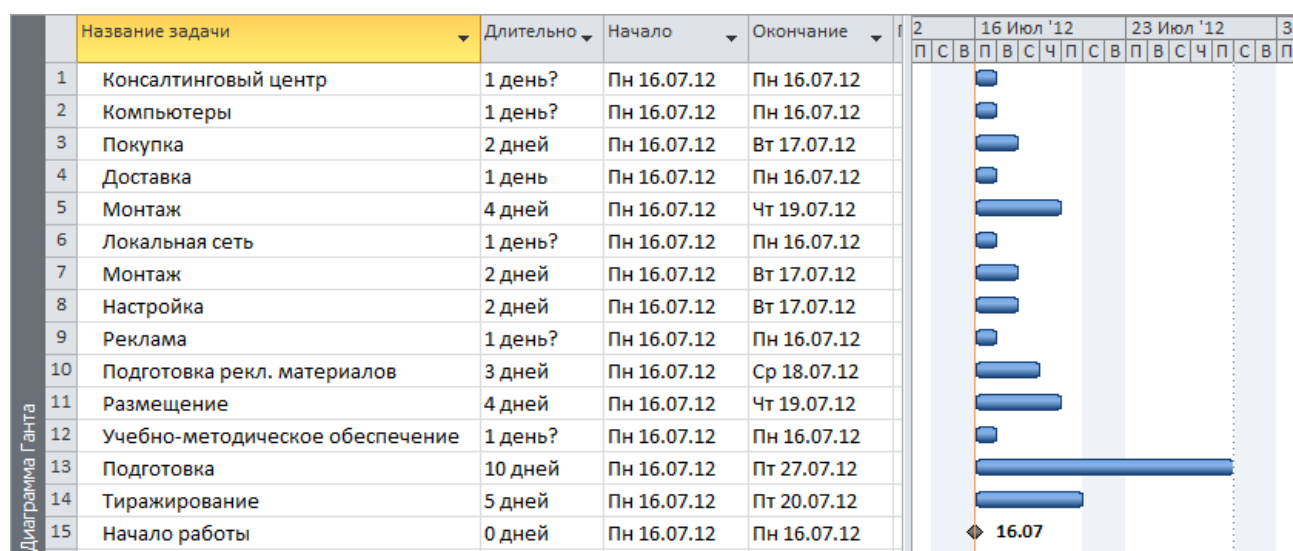 Название задачи Длительно Начало Окончание 2 16 Июл '12 23 Июл '12 3
П С В П В С Ч П С В П В С Ч П С В П
1 Консалтинговый центр 1 день? Пн 16.07.12 Пн 16.07.12
2 Компьютеры 1 день? Пн 16.07.12 Пн 16.07.12
3 Покупка 2 дней Пн 16.07.12 Вт 17.07.12
4 Доставка 1 день Пн 16.07.12 Пн 16.07.12
5 Монтаж 4 дней Пн 16.07.12 Чт 19.07.12
6 Локальная сеть 1 день? Пн 16.07.12 Пн 16.07.12
7 Монтаж 2 дней Пн 16.07.12 Вт 17.07.12
8 Настройка 2 дней Пн 16.07.12 Вт 17.07.12
9 Реклама 1 день? Пн 16.07.12 Пн 16.07.12
10 Подготовка рекл. материалов 3 дней Пн 16.07.12 Ср 18.07.12
11 Размещение 4 дней Пн 16.07.12 Чт 19.07.12
12 Учебно-методическое обеспечение 1 день? Пн 16.07.12 Пн 16.07.12
13 Подготовка 10 дней Пн 16.07.12 Пт 27.07.12
14 Тиражирование 5 дней Пн 16.07.12 Пт 20.07.12
15 Начало работы 0 дней Пн 16.07.12 Пн 16.07.12 16.07
Диаграмма Ганта